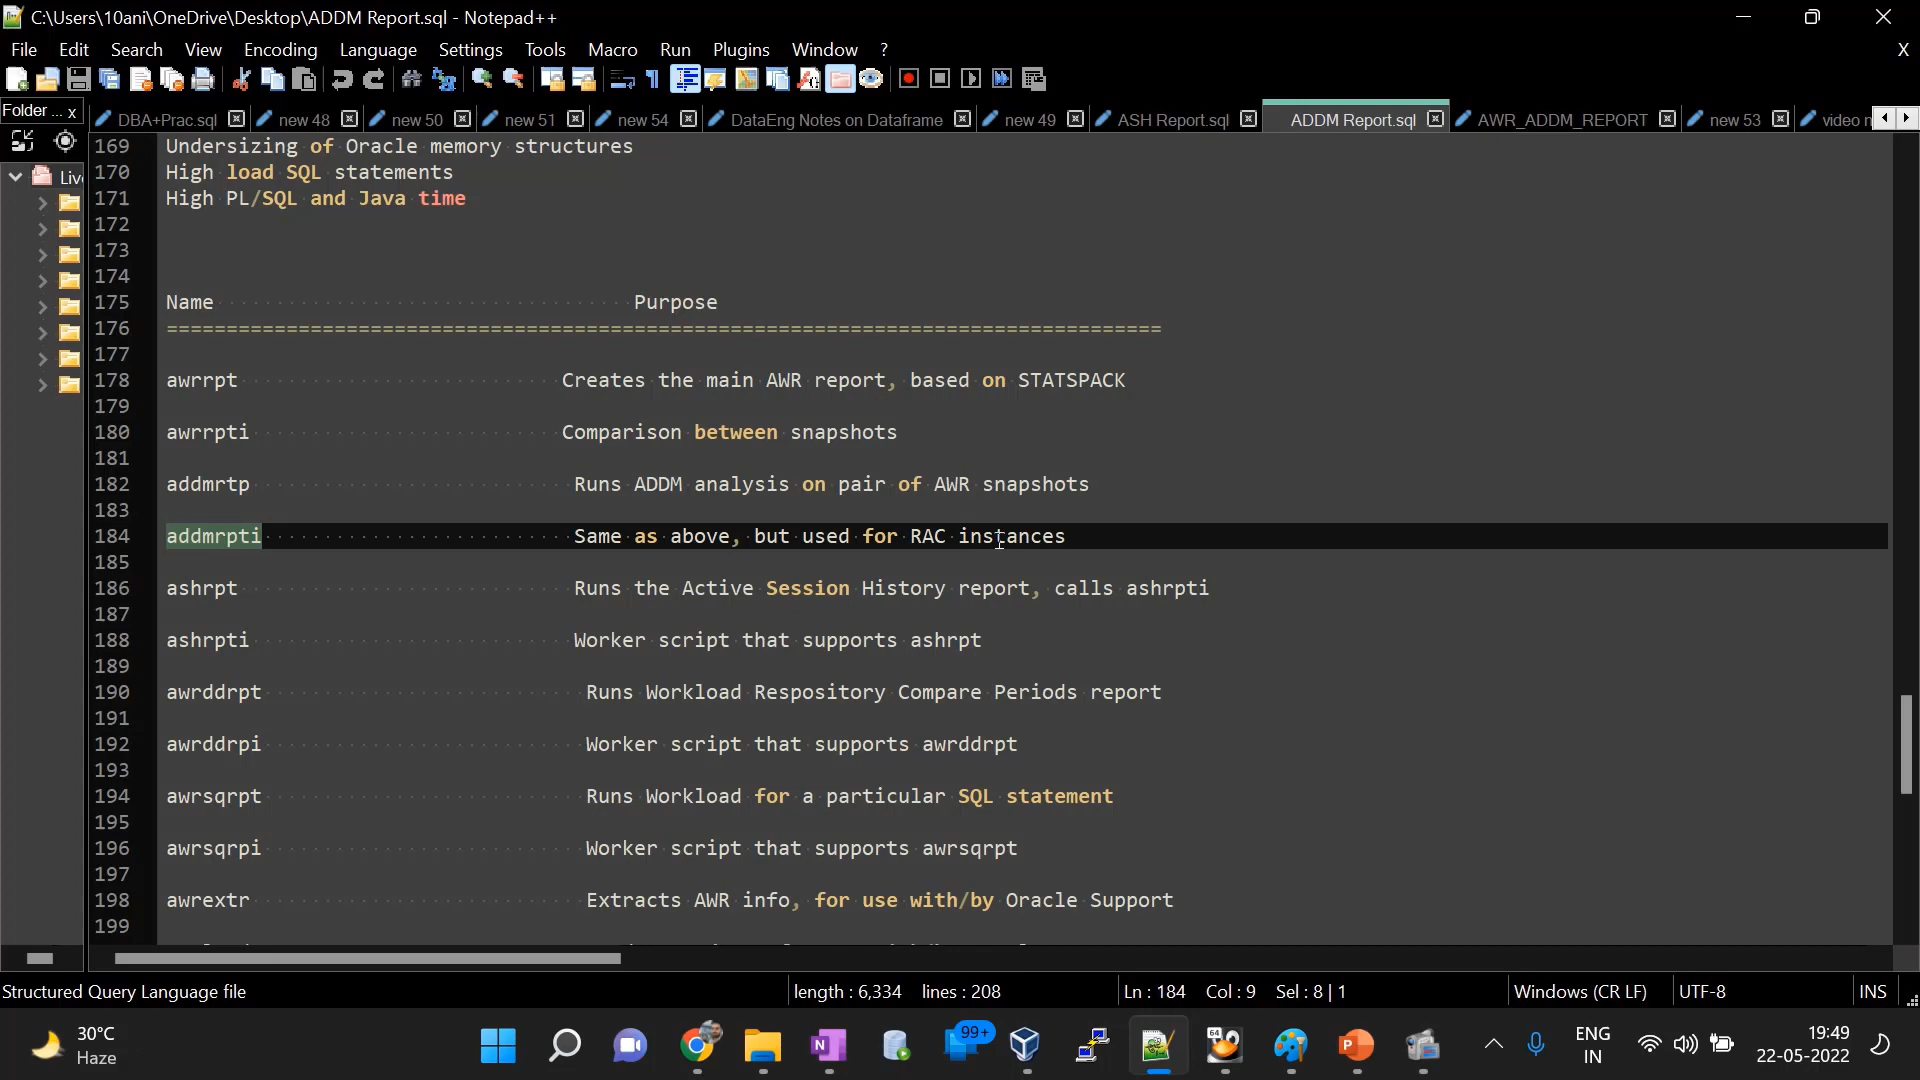 C:\Users\10ani\OneDrive\Desktop\ADDM Report.sql - Notepad++
File Edit Search View Encoding Language Settings Tools Macro Run Plugins Window ? X
Folder ... x DBA+Prac.sql new 48 new 50 new 51 new 54 DataEng Notes on Dataframe new 49 ASH Report.sql ADDM Report.sql AWR_ADDM_REPORT new 53 video n
Liv
169 Undersizing of Oracle memory structures
170 High load SQL statements
171 High PL/SQL and Java time
172
173
174
175 Name Purpose
176 ===================================================================================
177
178 awrrpt Creates the main AWR report, based on STATSPACK
179
180 awrrpti Comparison between snapshots
181
182 addmrtp Runs ADDM analysis on pair of AWR snapshots
183
184 addmrpti Same as above, but used for RAC instances
185
186 ashrpt Runs the Active Session History report, calls ashrpti
187
188 ashrpti Worker script that supports ashrpt
189
190 awrddrpt Runs Workload Respository Compare Periods report
191
192 awrddrpi Worker script that supports awrddrpt
193
194 awrsqrpt Runs Workload for a particular SQL statement
195
196 awrsqrpi Worker script that supports awrsqrpt
197
198 awrextr Extracts AWR info, for use with/by Oracle Support
199
Structured Query Language file length : 6,334 lines : 208 Ln : 184 Col : 9 Sel : 8 | 1 Windows (CR LF) UTF-8 INS
30°C
Haze
99+
64
ENG
IN
19:49
22-05-2022